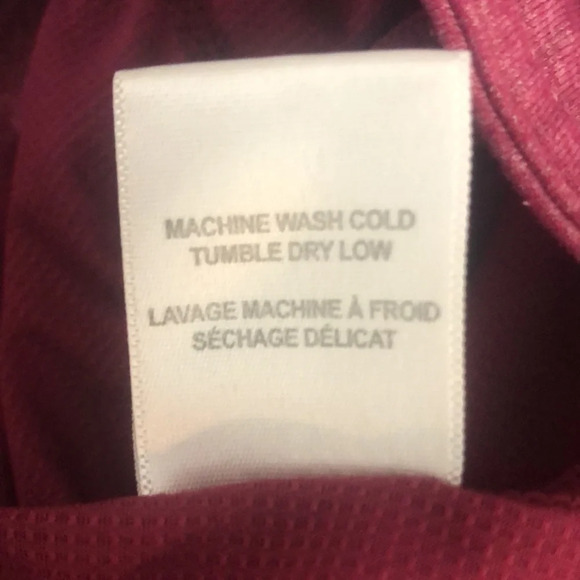 MACHINE WASH COLD
TUMBLE DRY LOW
LAVAGE MACHINE À FROID
SÉCHAGE DÉLICAT